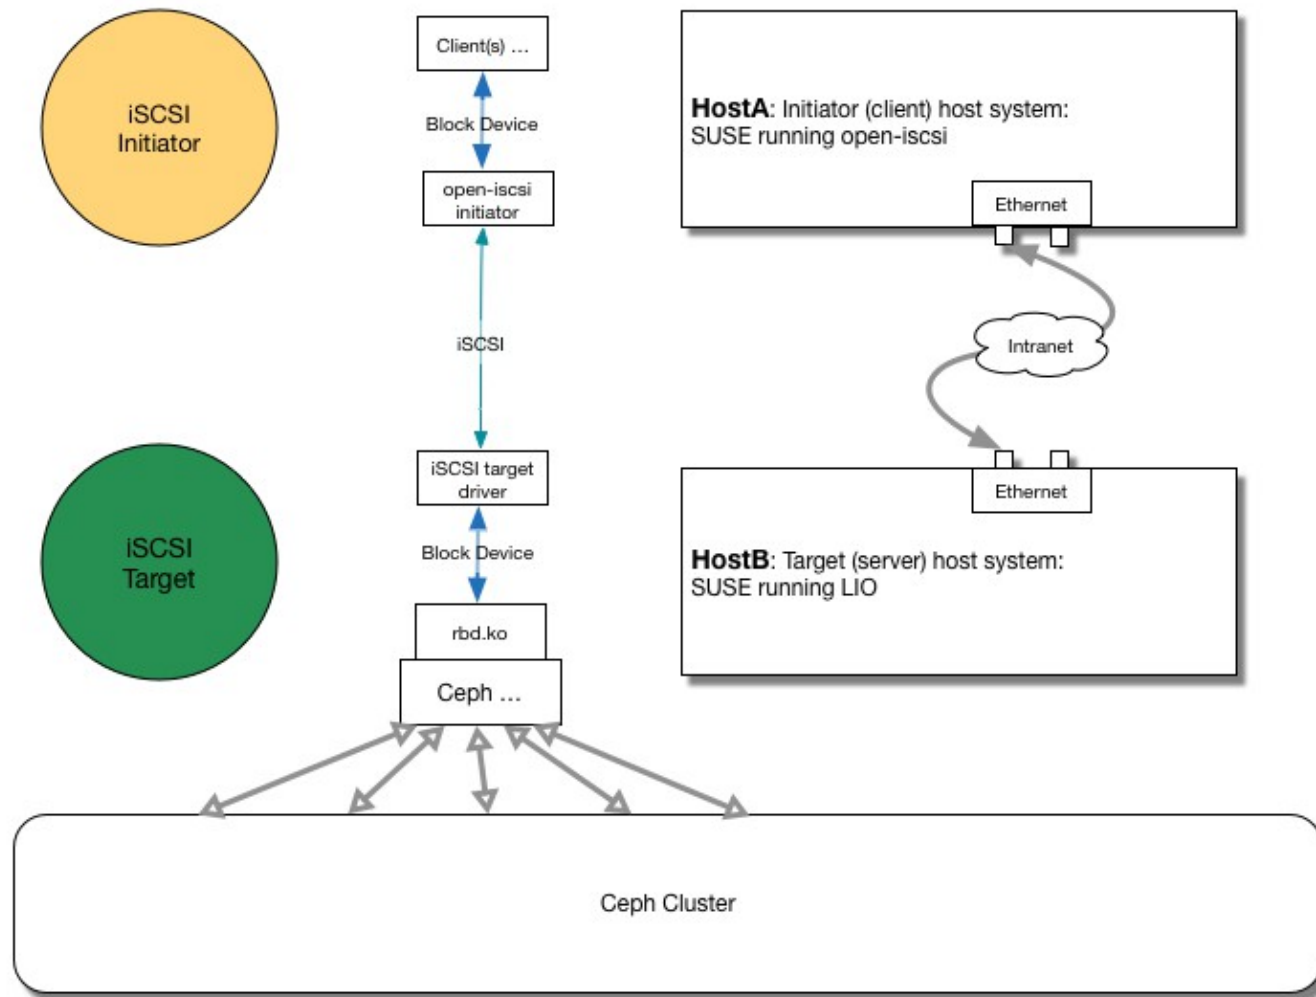 iSCSI
Initiator
Client(s) ...
Block Device
open-iscsi
initiator
HostA: Initiator (client) host system:
SUSE running open-iscsi
Ethernet
iSCSI
Intranet
iSCSI
Target
iSCSI target
driver
Block Device
rbd.ko
Ceph ...
Ethernet
HostB: Target (server) host system:
SUSE running LIO
Ceph Cluster